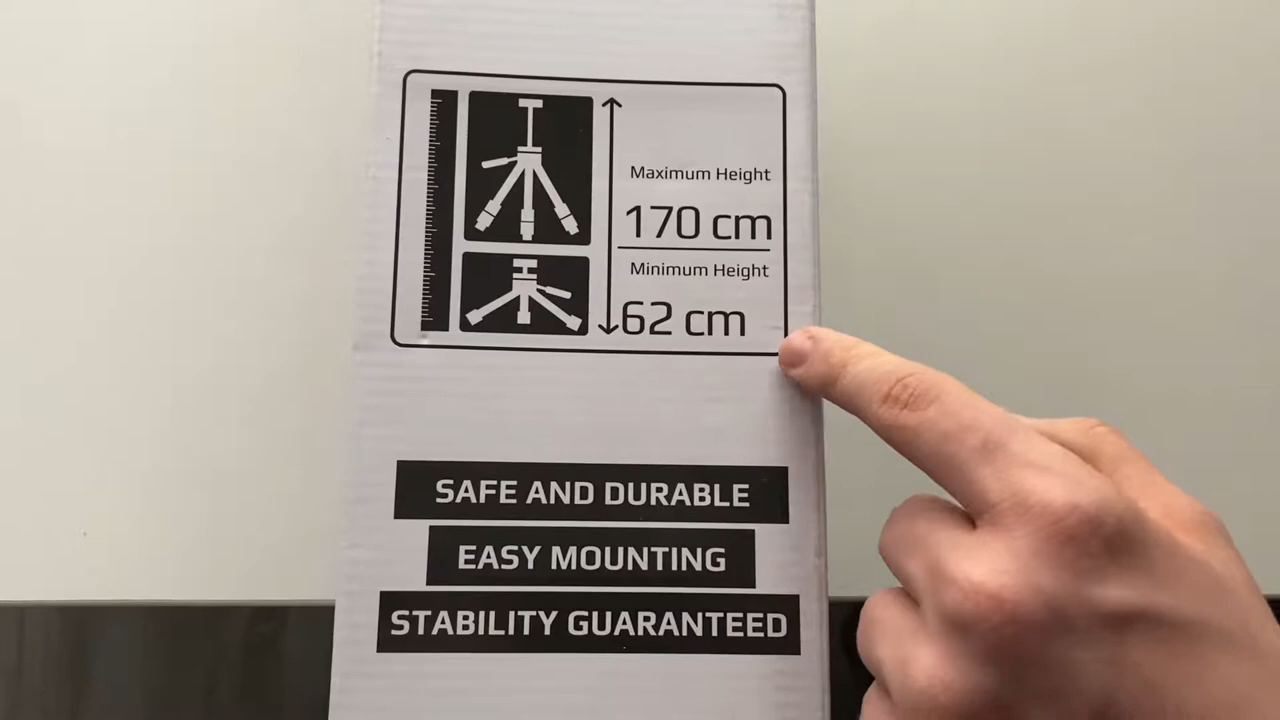 Maximum Height
170 cm
Minimum Height
62 cm
SAFE AND DURABLE
EASY MOUNTING
STABILITY GUARANTEED